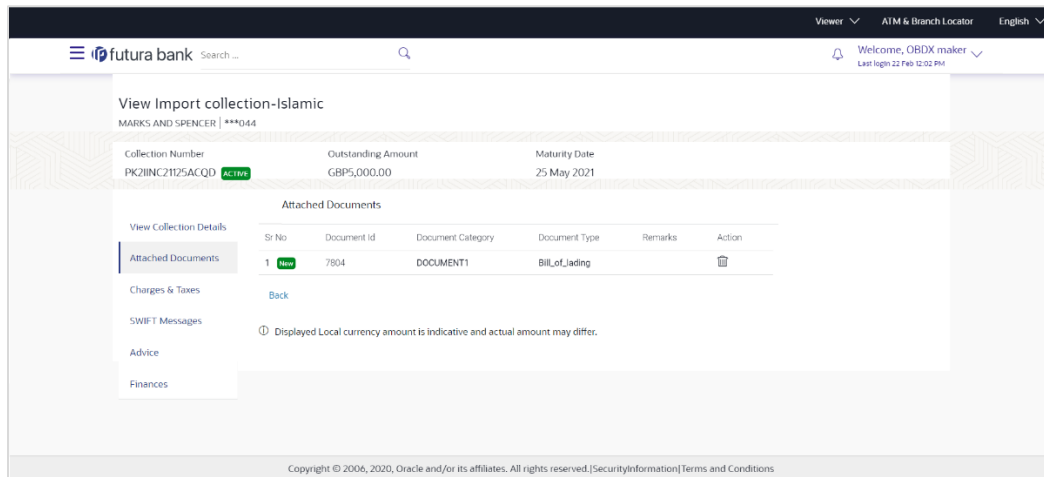 Viewer ATM & Branch Locator English
futura bank Search ... Welcome, OBDX maker
Last login 22 Feb 12:02 PM
View Import collection-Islamic
MARKS AND SPENCER | ***044
Collection Number Outstanding Amount Maturity Date
PK2IINC21125ACQD ACTIVE GBP5,000.00 25 May 2021
Attached Documents
View Collection Details
Sr No Document Id Document Category Document Type Remarks Action
Attached Documents
1 New 7804 DOCUMENT1 Bill_of_lading
Charges & Taxes
Back
SWIFT Messages
Displayed Local currency amount is indicative and actual amount may differ.
Advice
Finances
Copyright © 2006, 2020, Oracle and/or its affiliates. All rights reserved.|SecurityInformation|Terms and Conditions